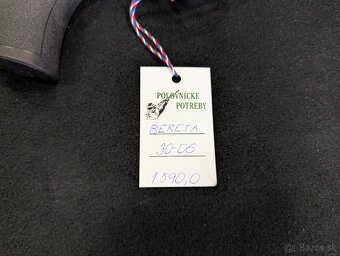 POĽOVNÍCKE
POTREBY
BERETA
30-06
1590,0
© Bazos.sk